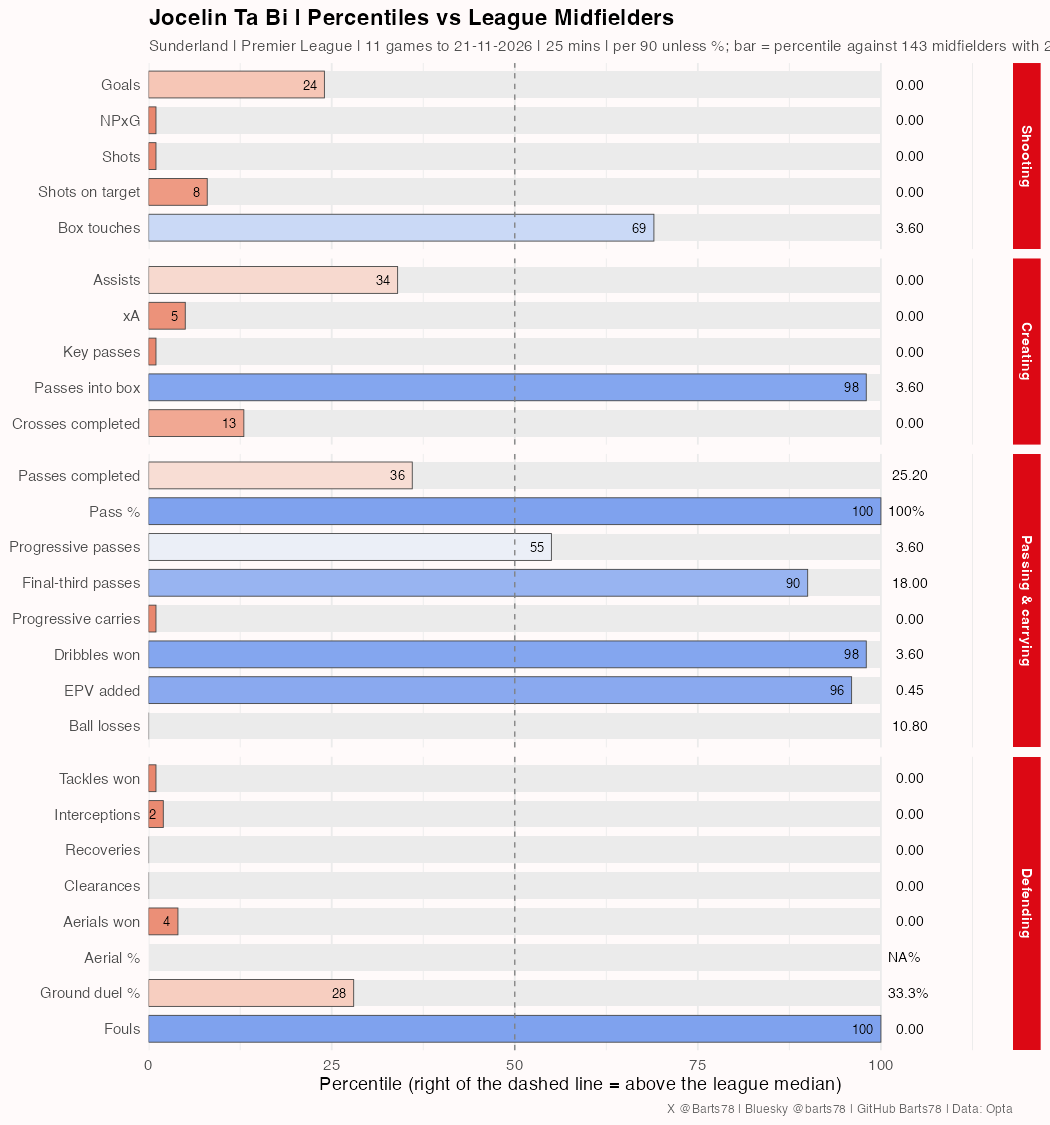 Jocelin Ta Bi | Percentiles vs League Midfielders
Sunderland | Premier League | 11 games to 21-11-2026 | 25 mins | per 90 unless %; bar = percentile against 143 midfielders with 2
Goals 24 0.00
NPxG 0.00
Shots 0.00
Shots on target 8 0.00
Box touches 69 3.60
Shooting
Assists 34 0.00
xA 5 0.00
Key passes 0.00
Passes into box 98 3.60
Crosses completed 13 0.00
Creating
Passes completed 36 25.20
Pass % 100 100%
Progressive passes 55 3.60
Final-third passes 90 18.00
Progressive carries 0.00
Dribbles won 98 3.60
EPV added 96 0.45
Ball losses 10.80
Passing & carrying
Tackles won 0.00
Interceptions 2 0.00
Recoveries 0.00
Clearances 0.00
Aerials won 4 0.00
Aerial % NA%
Ground duel % 28 33.3%
Fouls 100 0.00
Defending
0 25 50 75 100
Percentile (right of the dashed line = above the league median)
X @Barts78 | Bluesky @barts78 | GitHub Barts78 | Data: Opta